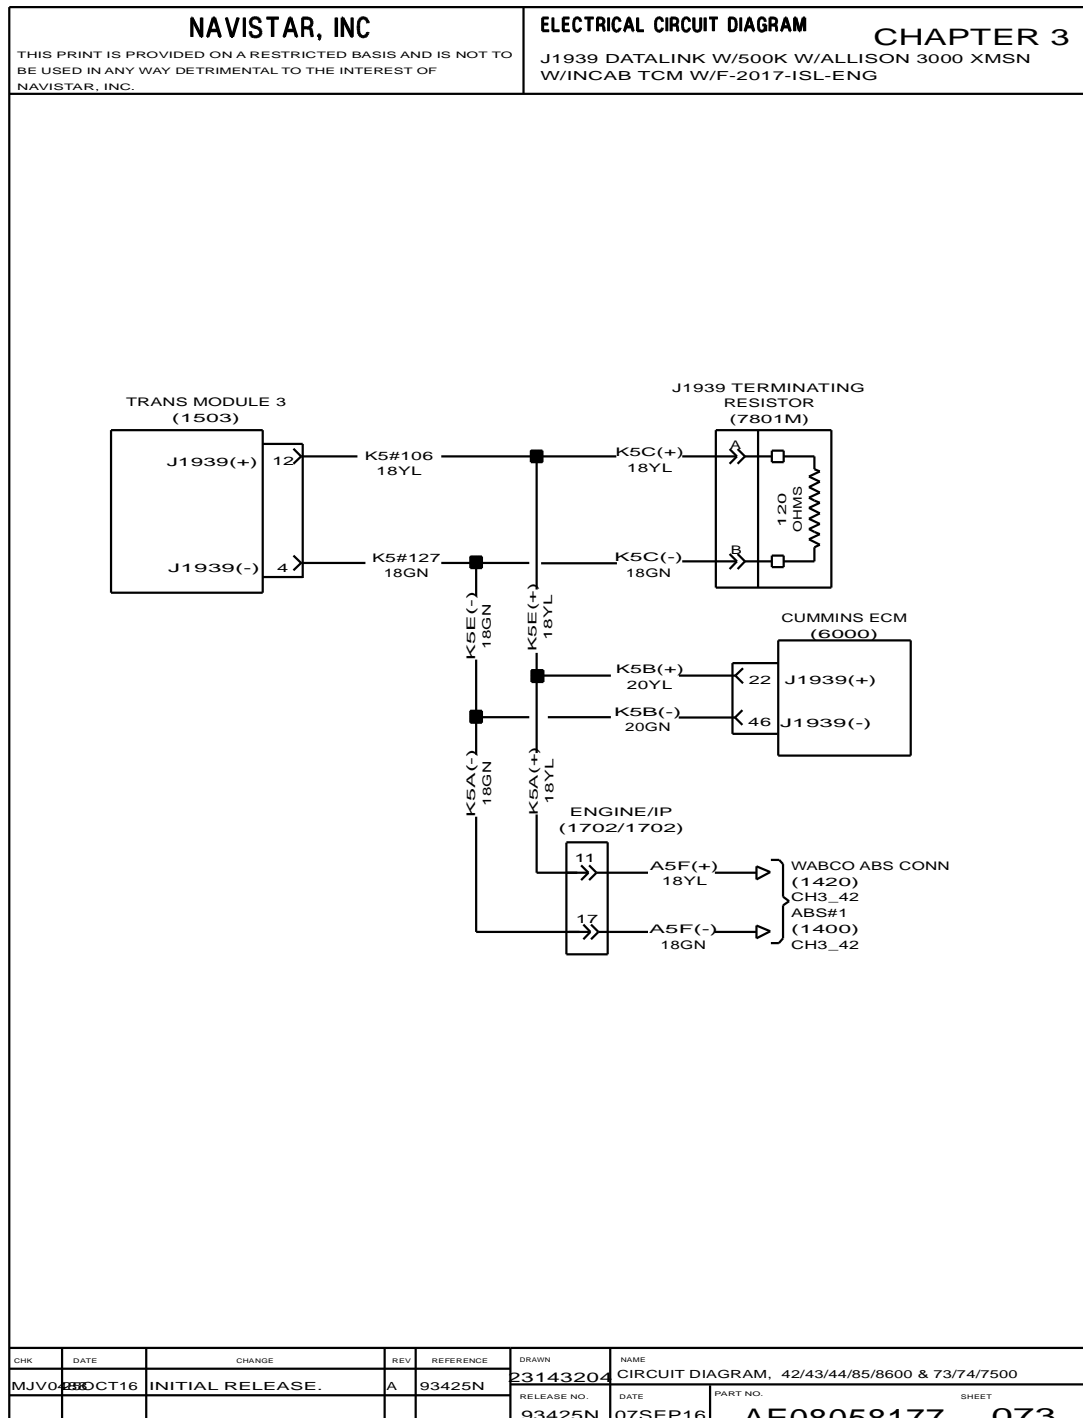 NAVISTAR, INC
THIS PRINT IS PROVIDED ON A RESTRICTED BASIS AND IS NOT TO
BE USED IN ANY WAY DETRIMENTAL TO THE INTEREST OF
NAVISTAR, INC.
ELECTRICAL CIRCUIT DIAGRAM
CHAPTER 3
J1939 DATALINK W/500K W/ALLISON 3000 XMSN
W/INCAB TCM W/F-2017-ISL-ENG
TRANS MODULE 3
(1503)
J1939(+)
12
J1939(-)
4
K5#106
18YL
K5#127
18GN
K5C(+)
18YL
K5C(-)
18GN
J1939 TERMINATING
RESISTOR
(7801M)
A
B
120
OHMS
K5E(-)
18GN
K5E(+)
18YL
K5B(+)
20YL
K5B(-)
20GN
CUMMINS ECM
(6000)
22
J1939(+)
46
J1939(-)
K5A(-)
18GN
K5A(+)
18YL
ENGINE/IP
(1702/1702)
11
17
A5F(+)
18YL
A5F(-)
18GN
WABCO ABS CONN
(1420)
CH3_42
ABS#1
(1400)
CH3_42
CHK
DATE
CHANGE
REV
REFERENCE
OCT16
INITIAL RELEASE.
A
93425N
DRAWN
23143204
NAME
CIRCUIT DIAGRAM, 42/43/44/85/8600 & 73/74/7500
RELEASE NO.
93425N
DATE
07SEP16
PART NO.
AE08058177
SHEET
073